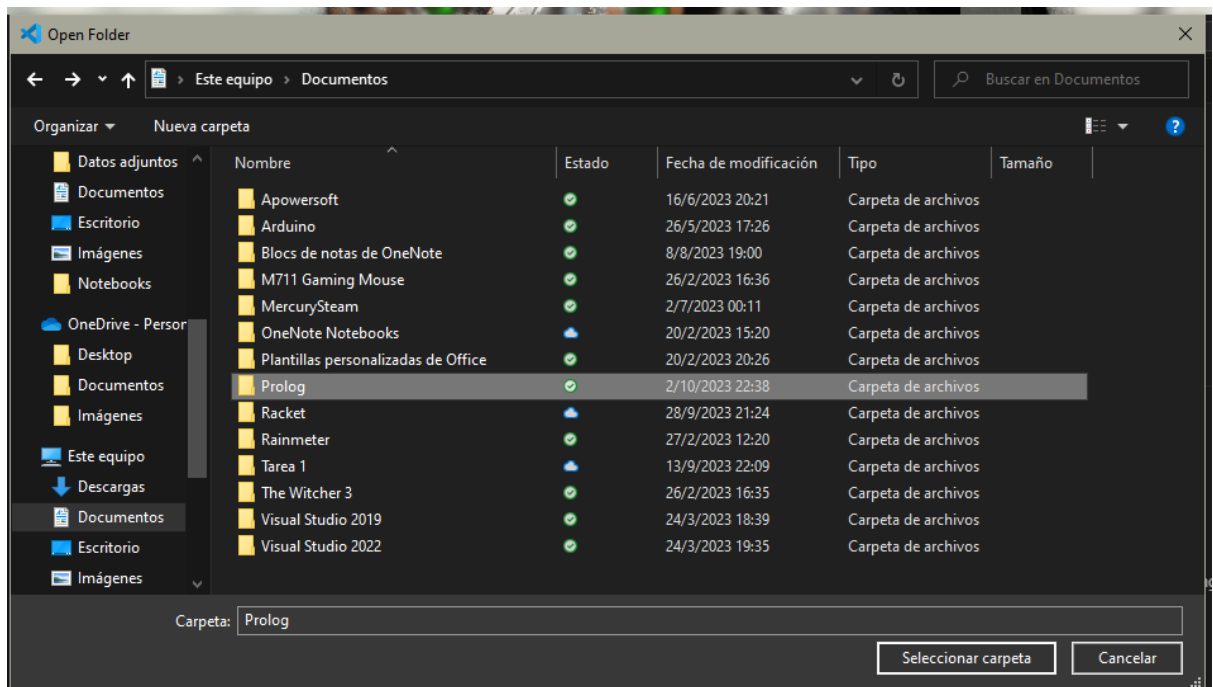 Open Folder
Este equipo > Documentos
Buscar en Documentos
Organizar
Nueva carpeta
?
Datos adjuntos
Documentos
Escritorio
Imágenes
Notebooks
OneDrive - Person
Desktop
Documentos
Imágenes
Este equipo
Descargas
Documentos
Escritorio
Imágenes
Nombre Estado Fecha de modificación Tipo Tamaño
Apowersoft 16/6/2023 20:21 Carpeta de archivos
Arduino 26/5/2023 17:26 Carpeta de archivos
Blocs de notas de OneNote 8/8/2023 19:00 Carpeta de archivos
M711 Gaming Mouse 26/2/2023 16:36 Carpeta de archivos
MercurySteam 2/7/2023 00:11 Carpeta de archivos
OneNote Notebooks 20/2/2023 15:20 Carpeta de archivos
Plantillas personalizadas de Office 20/2/2023 20:26 Carpeta de archivos
Prolog 2/10/2023 22:38 Carpeta de archivos
Racket 28/9/2023 21:24 Carpeta de archivos
Rainmeter 27/2/2023 12:20 Carpeta de archivos
Tarea 1 13/9/2023 22:09 Carpeta de archivos
The Witcher 3 26/2/2023 16:35 Carpeta de archivos
Visual Studio 2019 24/3/2023 18:39 Carpeta de archivos
Visual Studio 2022 24/3/2023 19:35 Carpeta de archivos
Carpeta: Prolog
Seleccionar carpeta
Cancelar